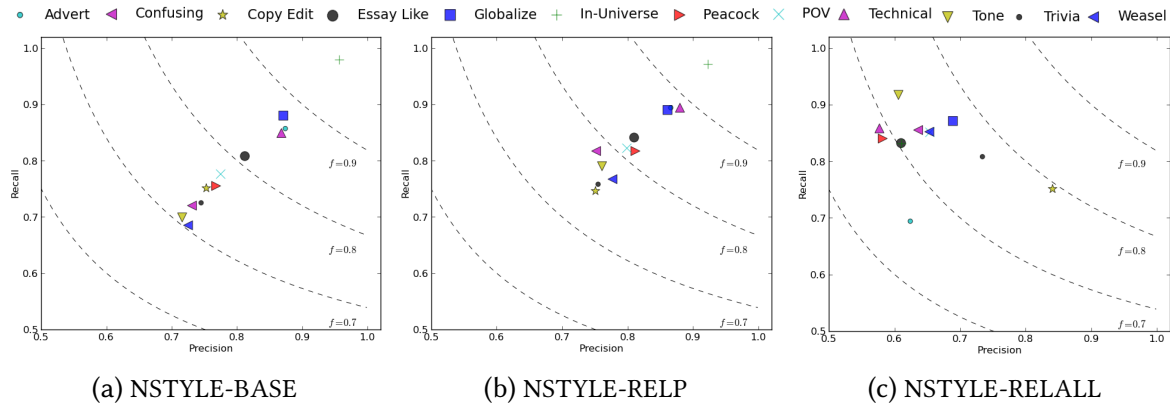 Advert Confusing Copy Edit Essay Like Globalize In-Universe Peacock POV Technical Tone Trivia Weasel
1.0
0.9
0.8
0.7
0.6
0.5
Recall
f=0.9
f=0.8
f=0.7
0.5 0.6 0.7 0.8 0.9 1.0
Precision
(a) NSTYLE-BASE
1.0
0.9
0.8
0.7
0.6
0.5
Recall
f=0.9
f=0.8
f=0.7
0.5 0.6 0.7 0.8 0.9 1.0
Precision
(b) NSTYLE-RELP
1.0
0.9
0.8
0.7
0.6
0.5
Recall
f=0.9
f=0.8
f=0.7
0.5 0.6 0.7 0.8 0.9 1.0
Precision
(c) NSTYLE-RELALL